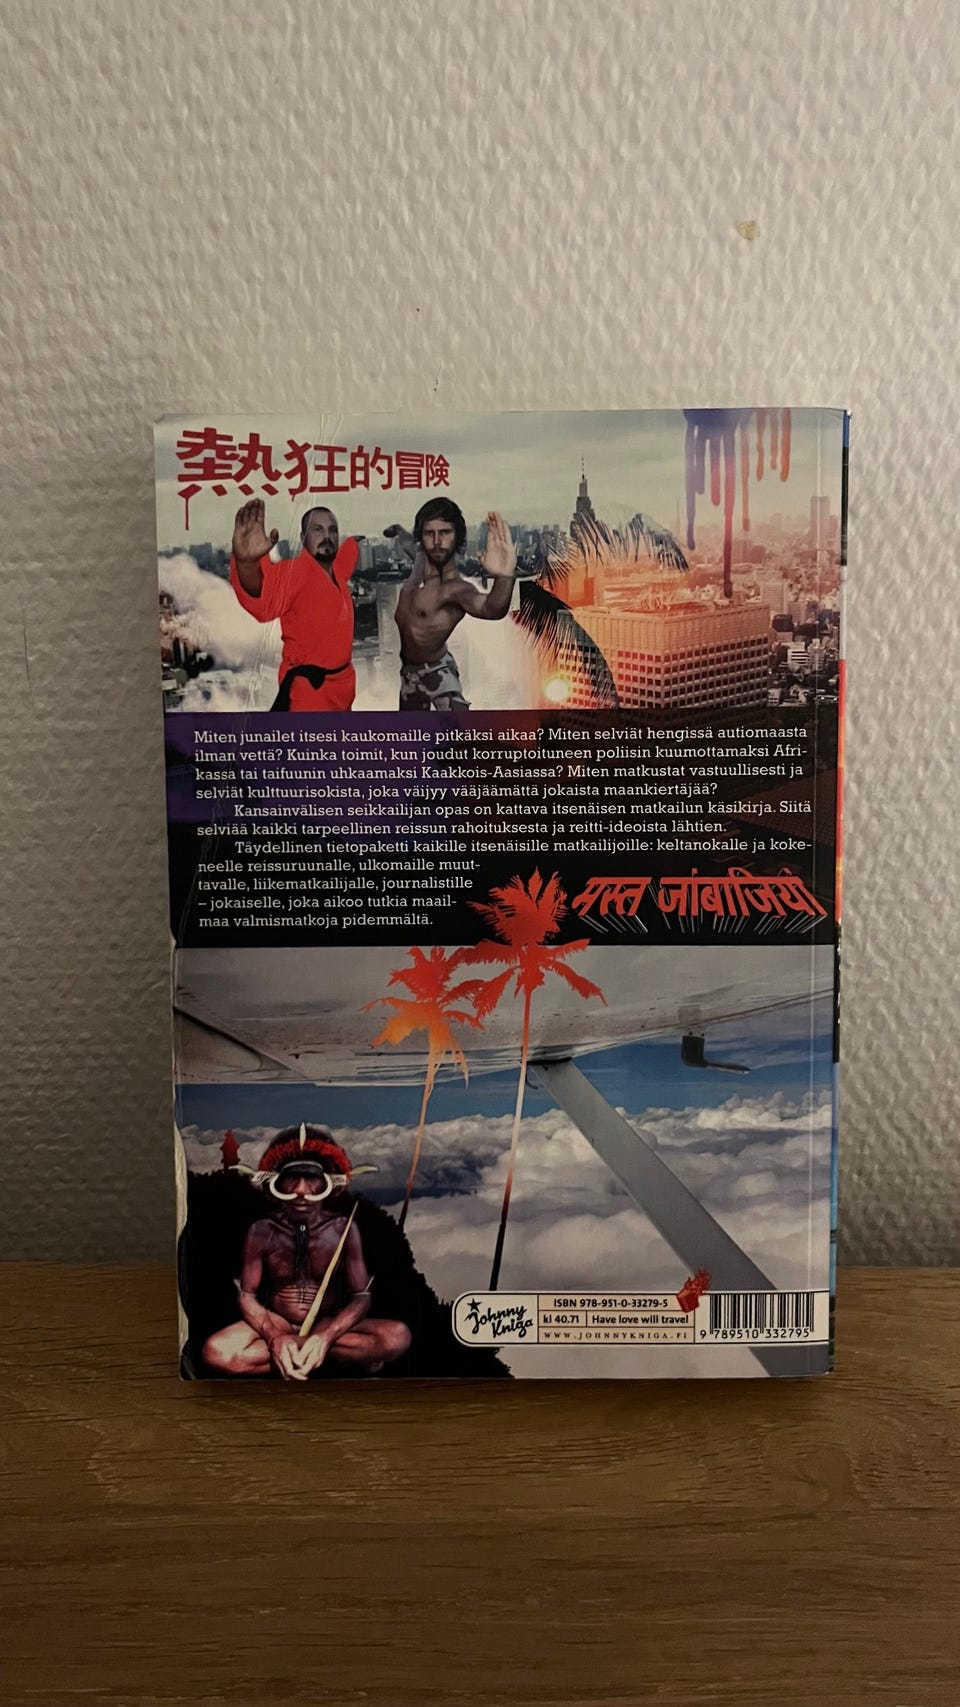 熱狂的冒険
Miten junailet itsesi kaukomaille pitkäksi aikaa? Miten selviät hengissä autiomaasta
ilman vettä? Kuinka toimit, kun joudut korruptoituneen poliisin kuumottamaksi Afri-
kassa tai taifuunin uhkaamaksi Kaakkois-Aasiassa? Miten matkustat vastuullisesti ja
selviät kulttuurisokista, joka väijyy vääjäämättä jokaista maankiertäjää?
Kansainvälisen seikkailijan opas on kattava itsenäisen matkailun käsikirja. Siitä
selviää kaikki tarpeellinen reissun rahoituksesta ja reitti-ideoista lähtien.
Täydellinen tietopaketti kaikille itsenäisille matkailijoille: keltanokalle ja koke-
neelle reissuruunalle, ulkomaille muut-
tavalle, liikematkailijalle, journalistille
– jokaiselle, joka aikoo tutkia maail-
maa valmismatkoja pidemmältä.
मस्त जांबाजियां
Johnny
Kniga
ISBN 978-951-0-33279-5
kl 40.71 Have love will travel
WWW.JOHNNYKNIGA.FI
9 789510 332795